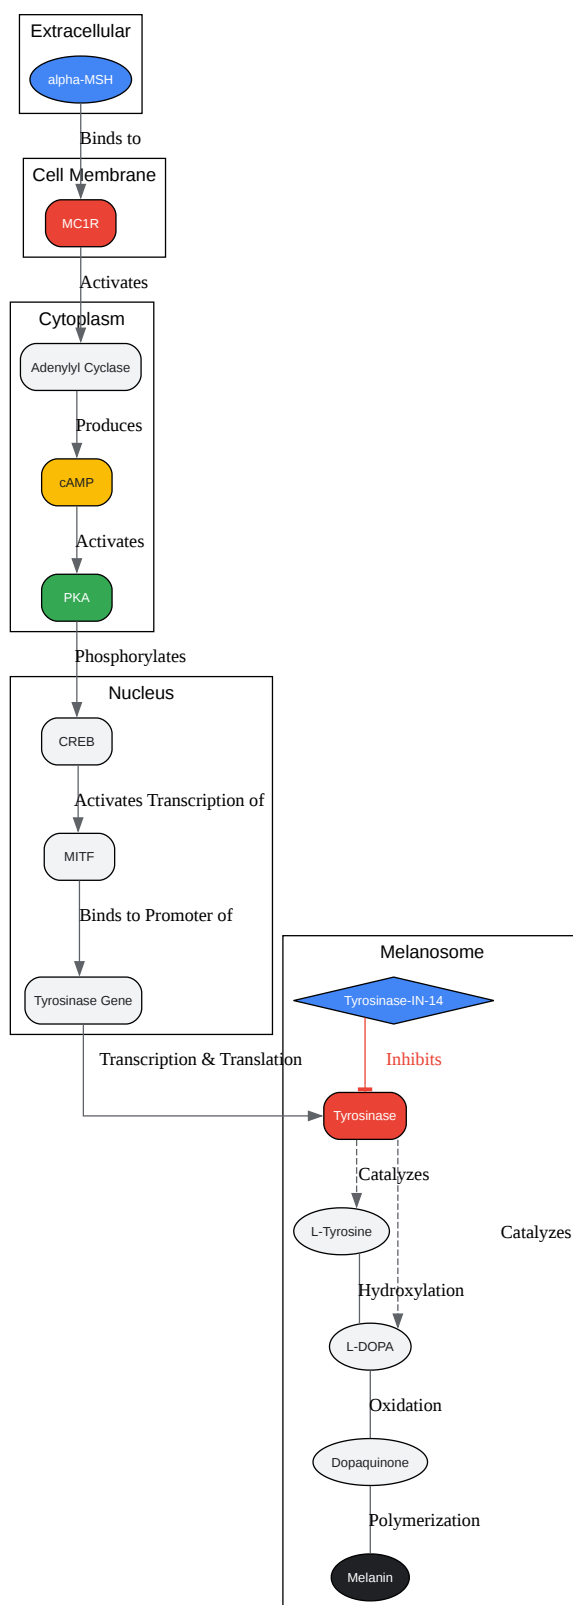 Extracellular
alpha-MSH
Binds to
Cell Membrane
MC1R
Activates
Cytoplasm
Adenylyl Cyclase
Produces
cAMP
Activates
PKA
Phosphorylates
Nucleus
CREB
Activates Transcription of
MITF
Binds to Promoter of
Melanosome
Tyrosinase Gene
Tyrosinase-IN-14
Transcription & Translation
Inhibits
Tyrosinase
Catalyzes
L-Tyrosine
Catalyzes
Hydroxylation
L-DOPA
Oxidation
Dopaquinone
Polymerization
Melanin